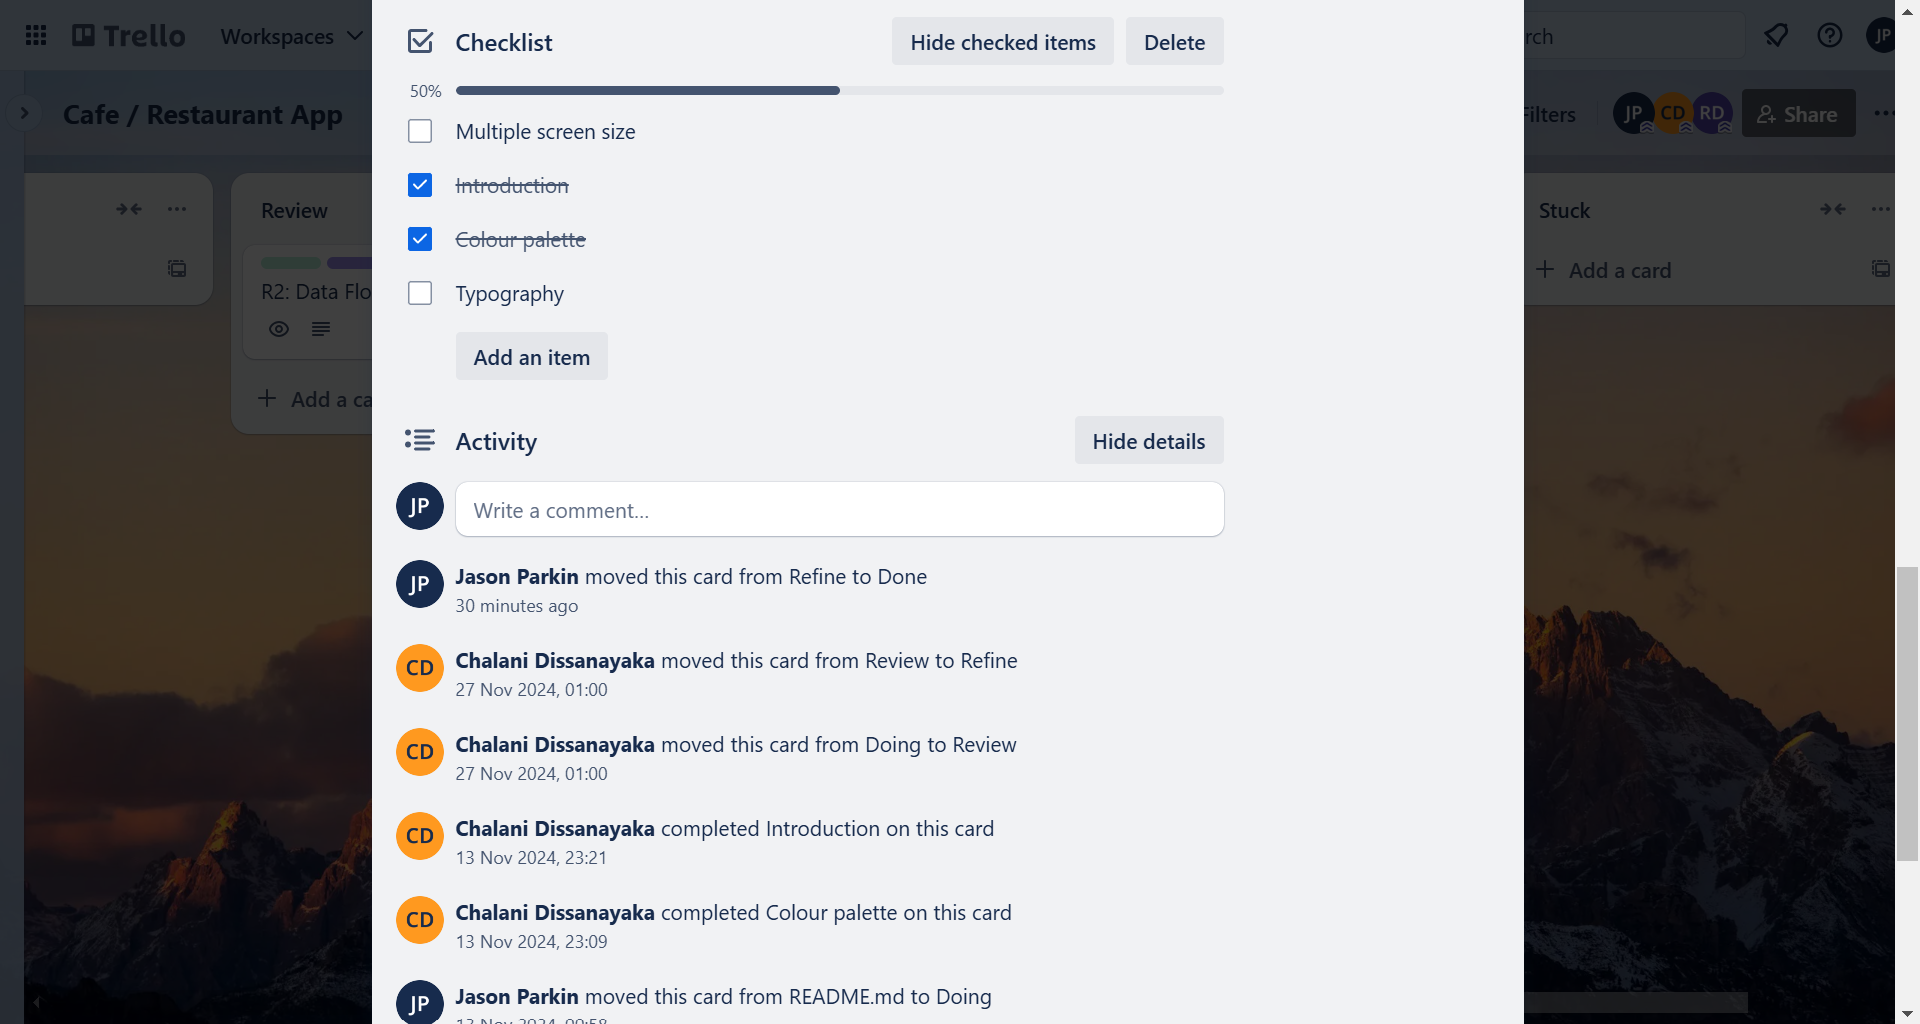 Trello
Workspaces
rch
JP
Cafe / Restaurant App
Filters
JP
CD
RD
Share
Review
R2: Data Flo
Add a ca
Stuck
Add a card
Checklist
Hide checked items
Delete
50%
Multiple screen size
Introduction
Colour palette
Typography
Add an item
Activity
Hide details
JP
Write a comment...
JP
Jason Parkin moved this card from Refine to Done
30 minutes ago
CD
Chalani Dissanayaka moved this card from Review to Refine
27 Nov 2024, 01:00
CD
Chalani Dissanayaka moved this card from Doing to Review
27 Nov 2024, 01:00
CD
Chalani Dissanayaka completed Introduction on this card
13 Nov 2024, 23:21
CD
Chalani Dissanayaka completed Colour palette on this card
13 Nov 2024, 23:09
JP
Jason Parkin moved this card from README.md to Doing